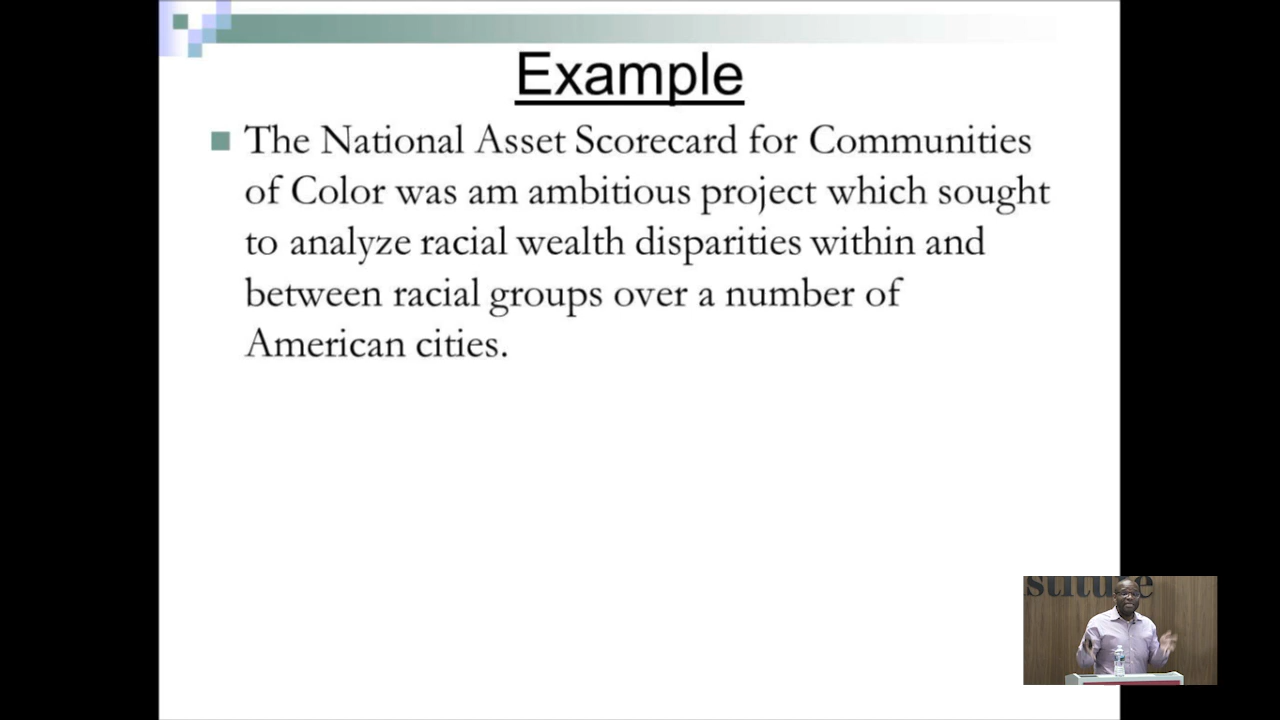 Example
The National Asset Scorecard for Communities
of Color was am ambitious project which sought
to analyze racial wealth disparities within and
between racial groups over a number of
American cities.